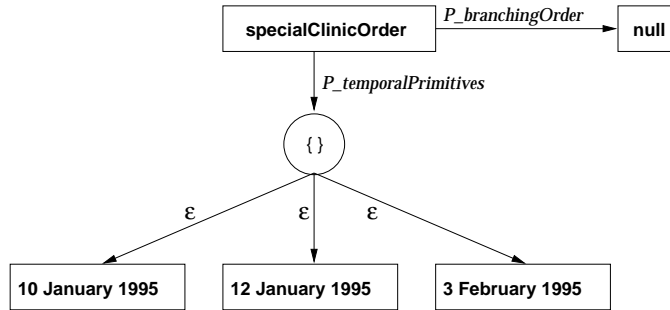 specialClinicOrder
P_branchingOrder
null
P_temporalPrimitives
{ }
ε
ε
ε
10 January 1995
12 January 1995
3 February 1995